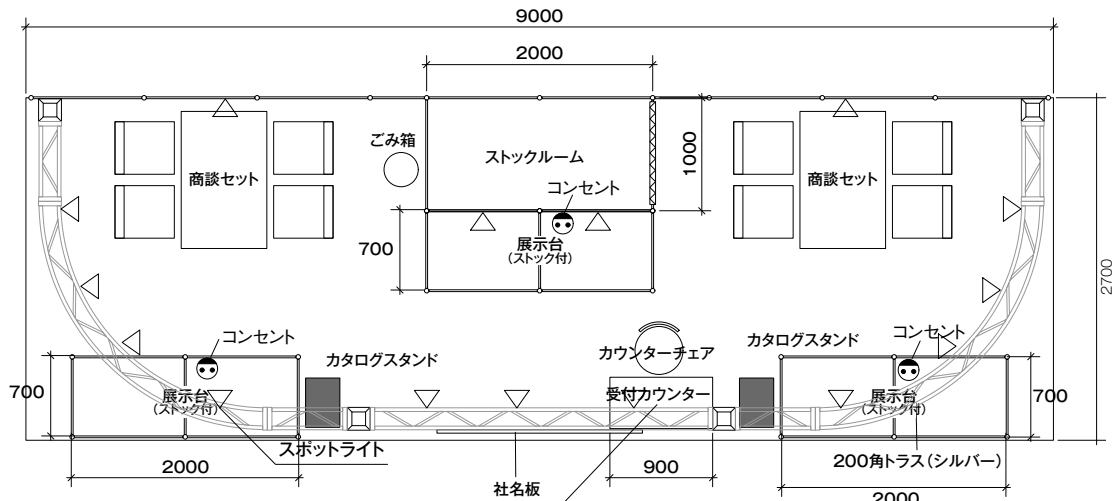 9000
2000
ごみ箱
ストックルーム
1000
商談セット
商談セット
コンセント
700
展示台
(ストック付)
2700
コンセント
カタログスタンド
カウンターチェア
カタログスタンド
コンセント
700
展示台
(ストック付)
受付カウンター
展示台
(ストック付)
700
スポットライト
2000
社名板
900
200角トラス(シルバー)
2000